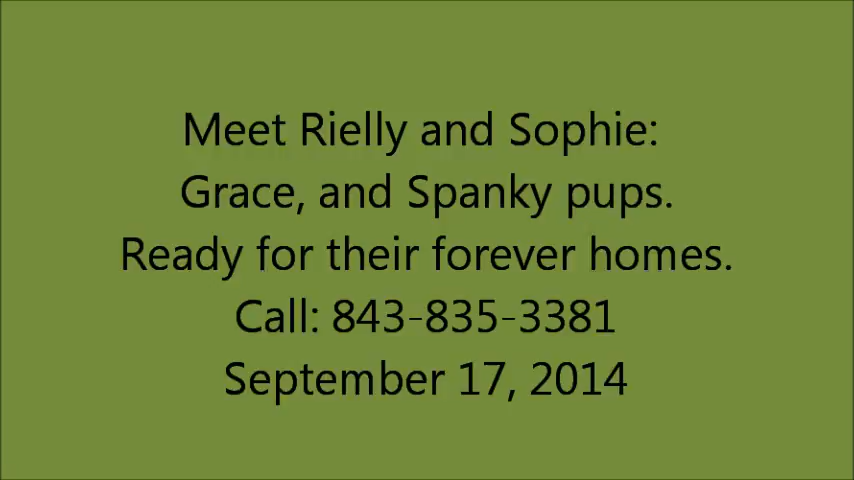 Meet Rielly and Sophie:
Grace, and Spanky pups.
Ready for their forever homes.
Call: 843-835-3381
September 17, 2014